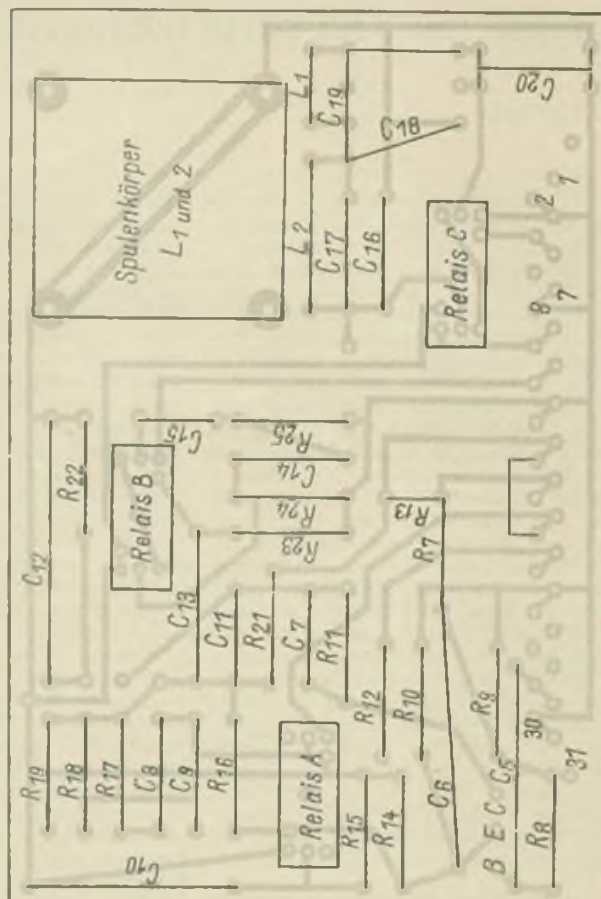 Spulenkörper
L1 und 2
L1
C19
C18
C20
L2
C17
C16
Relais C
2
1
8
7
C12
R22
Relais B
C15
R25
C14
R24
R23
R13
R7
C13
C11
R21
C7
R11
R12
R10
R9
C5
30
31
R19
R18
R17
C8
C9
R16
Relais A
R15
R14
C6
B E C
R8
C10